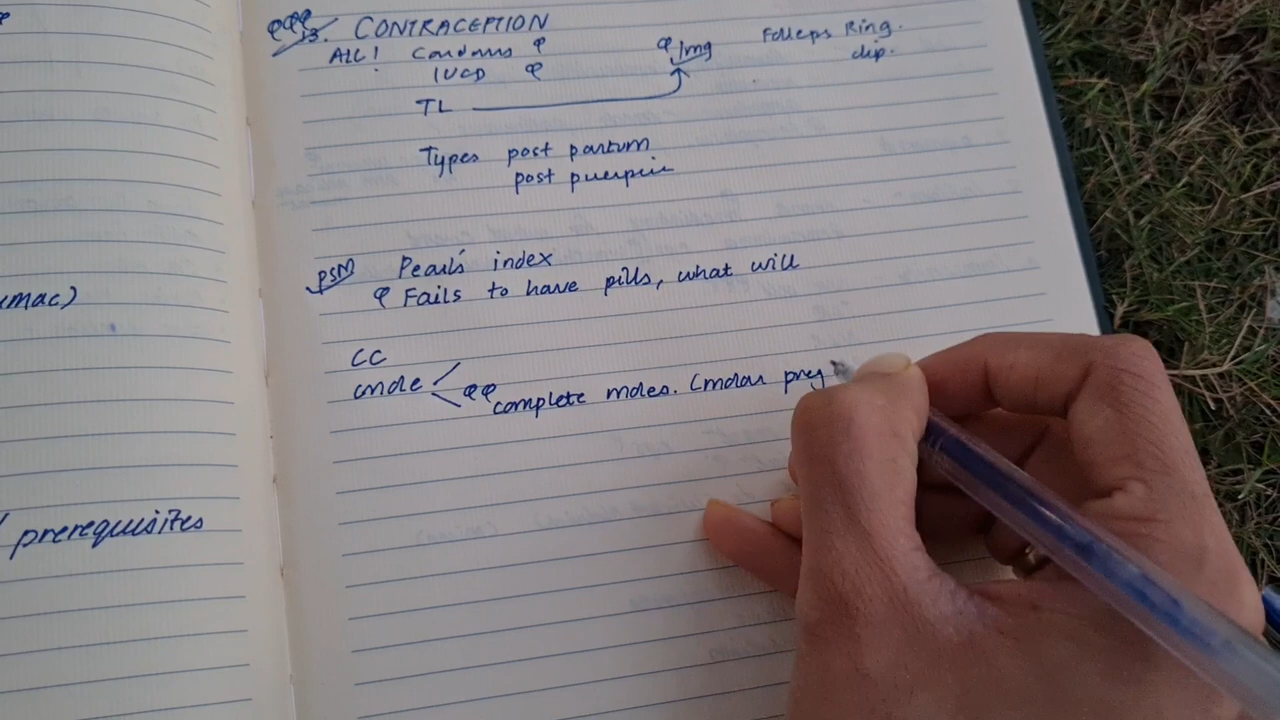 13. CONTRACEPTION
ALL! Condoms
IUCD
Img
Falleps Ring.
clip.
TL
Types post partum
post puerperi
PSM Pearl's index
Fails to have pills, what will
CC
mole
complete moles. (molar preg
mac)
prerequisites